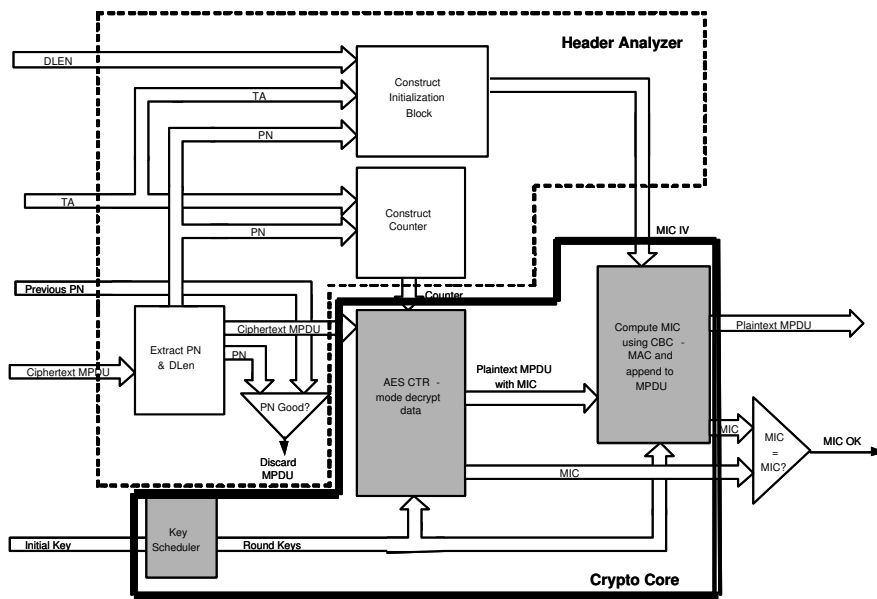 Header Analyzer
DLEN
Construct
Initialization
Block
TA
PN
TA
Construct
Counter
PN
MIC IV
Previous PN
Counter
Ciphertext MPDU
Plaintext MPDU
Extract PN
& DLen
PN
Compute MIC
using CBC -
MAC and
append to
MPDU
Ciphertext MPDU
AES CTR -
mode decrypt
data
Plaintext MPDU
with MIC
PN Good?
MIC
MIC
=
MIC?
MIC OK
Discard
MPDU
MIC
Key
Scheduler
Initial Key
Round Keys
Crypto Core